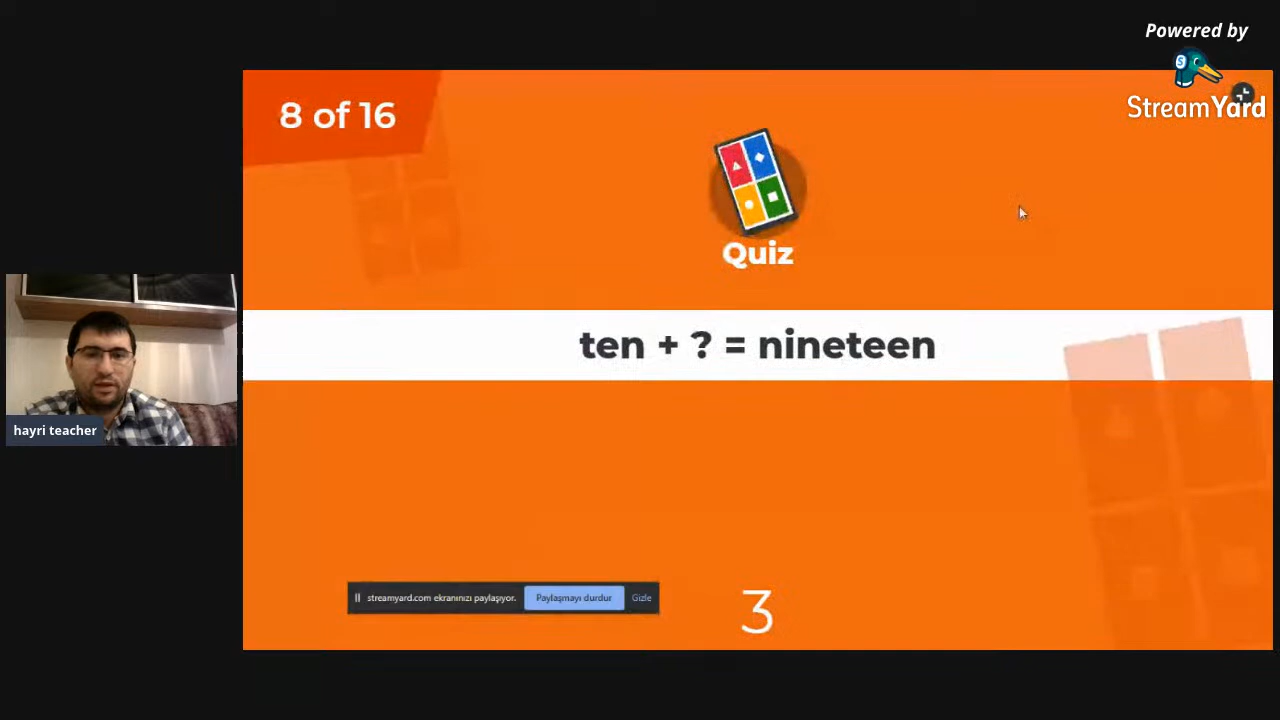 Powered by
StreamYard
8 of 16
Quiz
ten + ? = nineteen
hayri teacher
streamyard.com ekranınızı paylaşıyor. Paylaşmayı durdur Gizle
3